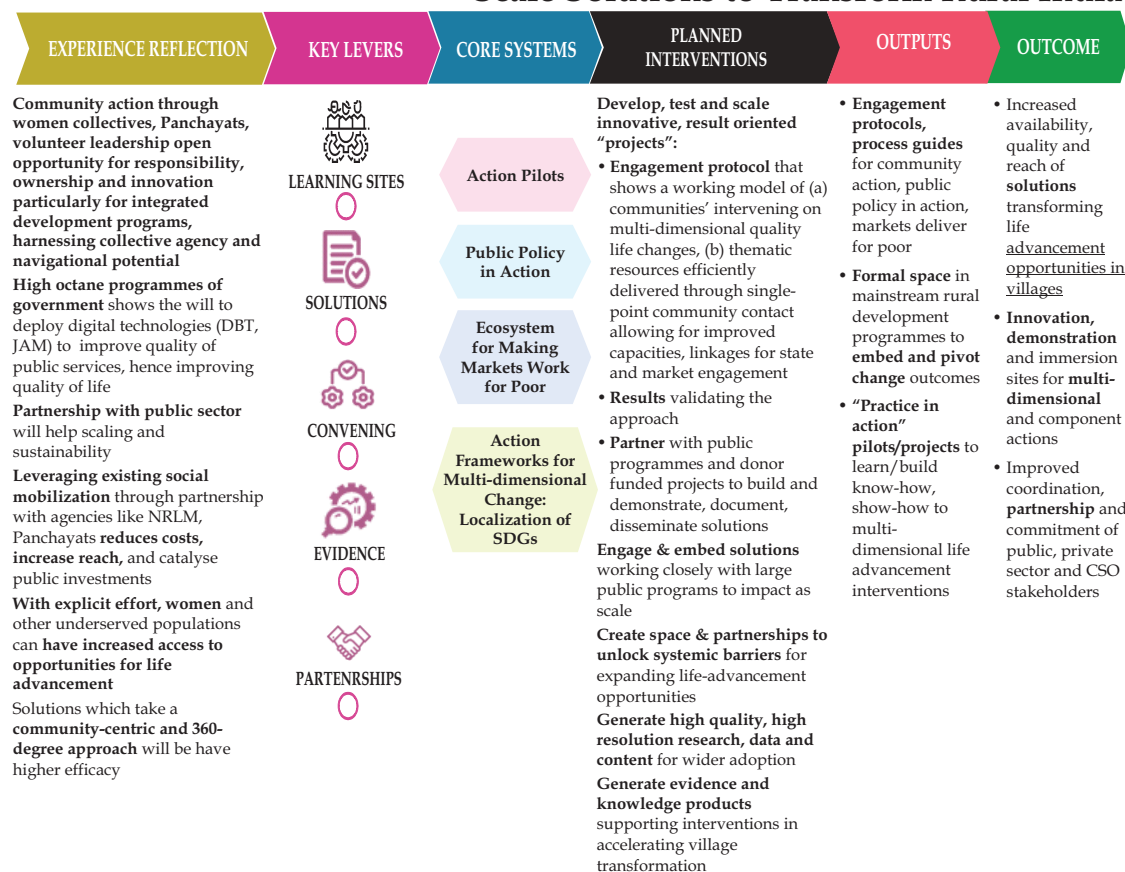 Scale Solutions to Transform Rural India
EXPERIENCE REFLECTION
KEY LEVERS
CORE SYSTEMS
PLANNED
INTERVENTIONS
OUTPUTS
OUTCOME
Community action through
women collectives, Panchayats,
volunteer leadership open
opportunity for responsibility,
ownership and innovation
particularly for integrated
development programs,
harnessing collective agency and
navigational potential
High octane programmes of
government shows the will to
deploy digital technologies (DBT,
JAM) to improve quality of
public services, hence improving
quality of life
Partnership with public sector
will help scaling and
sustainability
Leveraging existing social
mobilization through partnership
with agencies like NRLM,
Panchayats reduces costs,
increase reach, and catalyse
public investments
With explicit effort, women and
other underserved populations
can have increased access to
opportunities for life
advancement
Solutions which take a
community-centric and 360-
degree approach will be have
higher efficacy
LEARNING SITES
SOLUTIONS
CONVENING
EVIDENCE
PARTENRSHIPS
Action Pilots
Public Policy
in Action
Ecosystem
for Making
Markets Work
for Poor
Action
Frameworks for
Multi-dimensional
Change:
Localization of
SDGs
Develop, test and scale
innovative, result oriented
“projects”:
• Engagement protocol that
shows a working model of (a)
communities’ intervening on
multi-dimensional quality
life changes, (b) thematic
resources efficiently
delivered through single-
point community contact
allowing for improved
capacities, linkages for state
and market engagement
• Results validating the
approach
• Partner with public
programmes and donor
funded projects to build and
demonstrate, document,
disseminate solutions
Engage & embed solutions
working closely with large
public programs to impact as
scale
Create space & partnerships to
unlock systemic barriers for
expanding life-advancement
opportunities
Generate high quality, high
resolution research, data and
content for wider adoption
Generate evidence and
knowledge products
supporting interventions in
accelerating village
transformation
• Engagement
protocols,
process guides
for community
action, public
policy in action,
markets deliver
for poor
• Formal space in
mainstream rural
development
programmes to
embed and pivot
change outcomes
• “Practice in
action”
pilots/projects to
learn/build
know-how,
show-how to
multi-
dimensional life
advancement
interventions
• Increased
availability,
quality and
reach of
solutions
transforming
life
advancement
opportunities in
villages
• Innovation,
demonstration
and immersion
sites for multi-
dimensional
and component
actions
• Improved
coordination,
partnership and
commitment of
public, private
sector and CSO
stakeholders